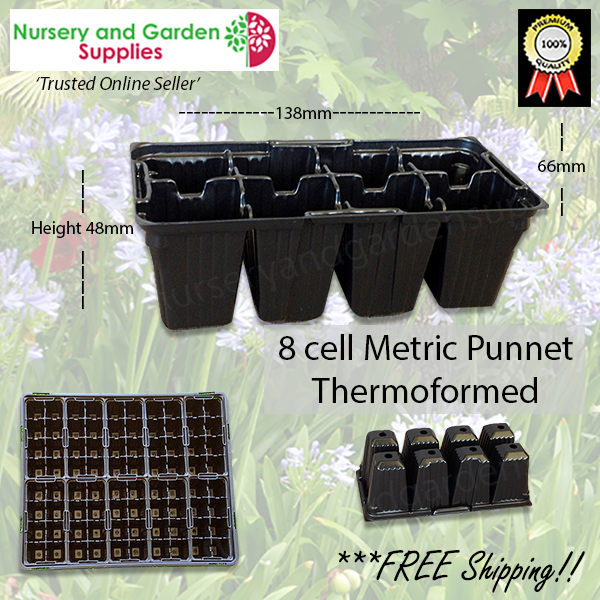 Nursery and Garden
Supplies
'Trusted Online Seller'
PREMIUM
100%
QUALITY
138mm
66mm
Height 48mm
nurseryandgardensu
8 cell Metric Punnet
Thermoformed
***FREE Shipping!!